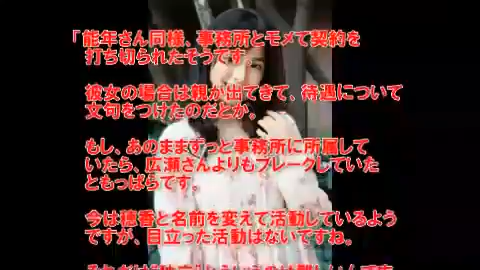 「能年さん同様、事務所とモメて契約を
打ち切られたそうです。
彼女の場合は親が出てきて、待遇について
文句をつけたのだとか。
もし、あのままずっと事務所に所属して
いたら、広瀬さんよりもブレークしていた
ともっぱらです。
今は穂香と名前を変えて活動しているよう
ですが、目立った活動はないですね。